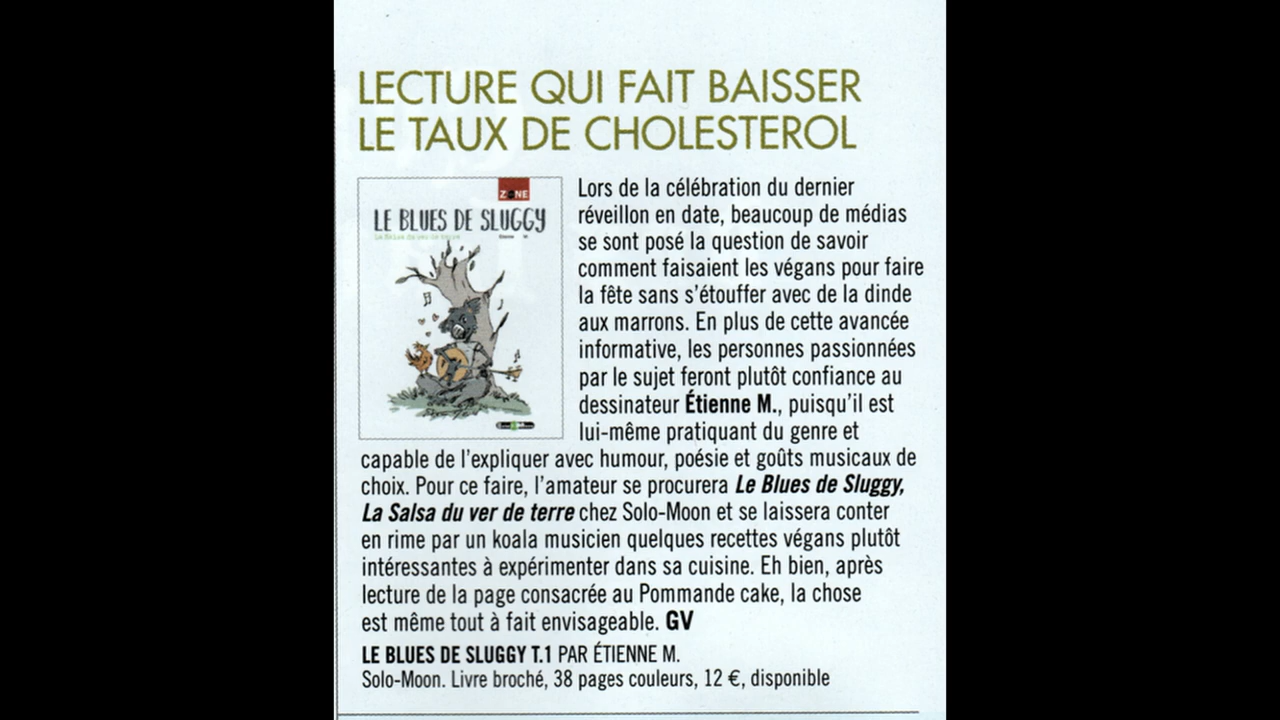 LECTURE QUI FAIT BAISSER
LE TAUX DE CHOLESTEROL
ZONE
LE BLUES DE SLUGGY
La Salsa du ver de terre
Étienne M
Lors de la célébration du dernier
réveillon en date, beaucoup de médias
se sont posé la question de savoir
comment faisaient les végans pour faire
la fête sans s'étouffer avec de la dinde
aux marrons. En plus de cette avancée
informative, les personnes passionnées
par le sujet feront plutôt confiance au
dessinateur Étienne M., puisqu'il est
lui-même pratiquant du genre et
capable de l'expliquer avec humour, poésie et goûts musicaux de
choix. Pour ce faire, l'amateur se procurera Le Blues de Sluggy,
La Salsa du ver de terre chez Solo-Moon et se laissera conter
en rime par un koala musicien quelques recettes végans plutôt
intéressantes à expérimenter dans sa cuisine. Eh bien, après
lecture de la page consacrée au Pommande cake, la chose
est même tout à fait envisageable. GV
LE BLUES DE SLUGGY T.1 PAR ÉTIENNE M.
Solo-Moon. Livre broché, 38 pages couleurs, 12 €, disponible